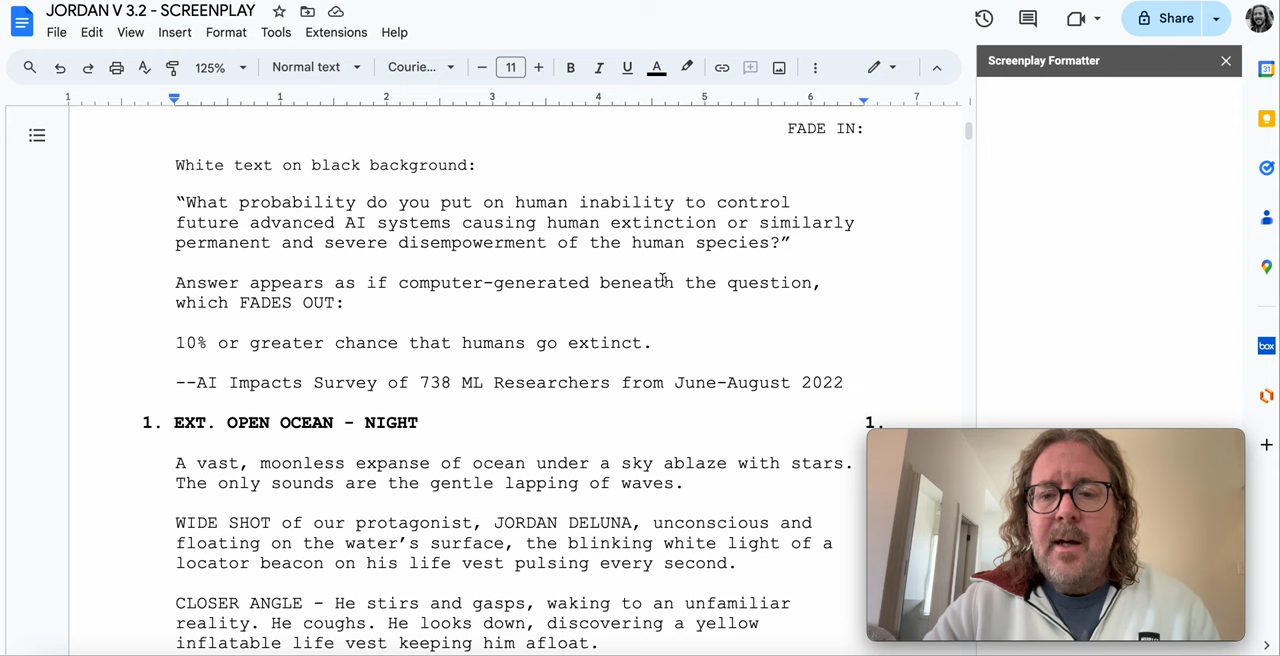 JORDAN V 3.2 - SCREENPLAY
File Edit View Insert Format Tools Extensions Help
Share
125% Normal text Courie... 11 B I U A
Screenplay Formatter
31
1 1 2 3 4 5 6 7
FADE IN:
White text on black background:
“What probability do you put on human inability to control
future advanced AI systems causing human extinction or similarly
permanent and severe disempowerment of the human species?”
Answer appears as if computer-generated beneath the question,
which FADES OUT:
10% or greater chance that humans go extinct.
--AI Impacts Survey of 738 ML Researchers from June-August 2022
1. EXT. OPEN OCEAN - NIGHT 1.
A vast, moonless expanse of ocean under a sky ablaze with stars.
The only sounds are the gentle lapping of waves.
WIDE SHOT of our protagonist, JORDAN DELUNA, unconscious and
floating on the water’s surface, the blinking white light of a
locator beacon on his life vest pulsing every second.
CLOSER ANGLE - He stirs and gasps, waking to an unfamiliar
reality. He coughs. He looks down, discovering a yellow
inflatable life vest keeping him afloat.
box